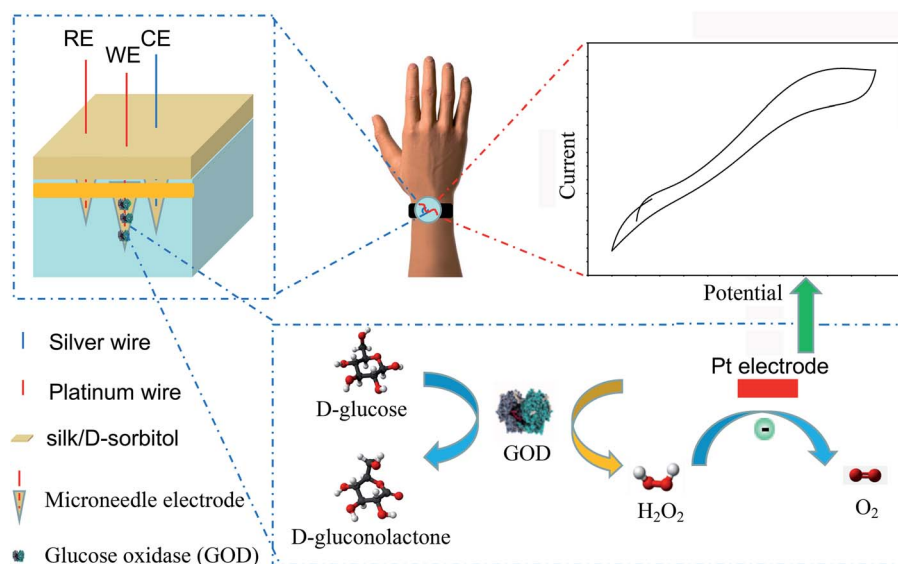 RE
WE
CE
Current
Potential
Silver wire
Platinum wire
silk/D-sorbitol
Microneedle electrode
Glucose oxidase (GOD)
D-glucose
D-gluconolactone
GOD
H₂O₂
Pt electrode
-
O₂